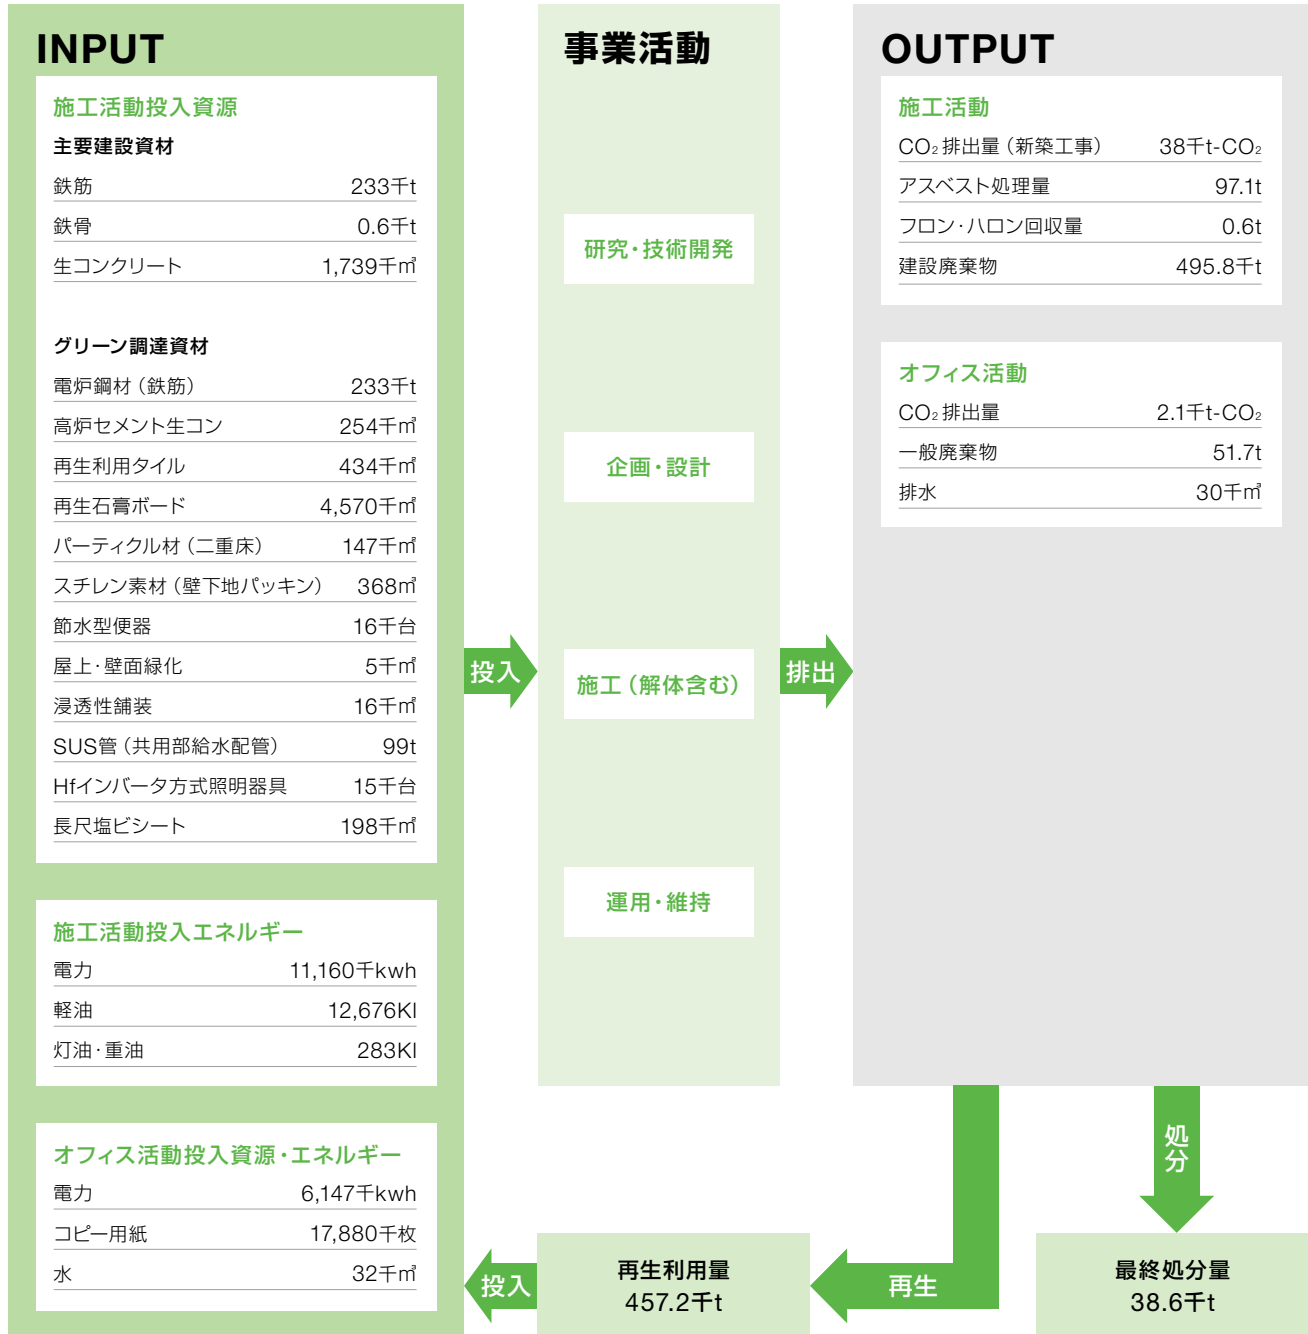 INPUT
施工活動投入資源
主要建設資材
鉄筋 233千t
鉄骨 0.6千t
生コンクリート 1,739千㎥
グリーン調達資材
電炉鋼材（鉄筋） 233千t
高炉セメント生コン 254千㎥
再生利用タイル 434千㎡
再生石膏ボード 4,570千㎡
パーティクル材（二重床） 147千㎡
スチレン素材（壁下地パッキン） 368㎥
節水型便器 16千台
屋上・壁面緑化 5千㎡
浸透性舗装 16千㎡
SUS管（共用部給水配管） 99t
Hfインバータ方式照明器具 15千台
長尺塩ビシート 198千㎡
施工活動投入エネルギー
電力 11,160千kwh
軽油 12,676Kl
灯油・重油 283Kl
オフィス活動投入資源・エネルギー
電力 6,147千kwh
コピー用紙 17,880千枚
水 32千㎥
投入
事業活動
研究・技術開発
企画・設計
施工（解体含む）
運用・維持
排出
OUTPUT
施工活動
CO₂排出量（新築工事） 38千t-CO₂
アスベスト処理量 97.1t
フロン・ハロン回収量 0.6t
建設廃棄物 495.8千t
オフィス活動
CO₂排出量 2.1千t-CO₂
一般廃棄物 51.7t
排水 30千㎥
処分
最終処分量
38.6千t
再生
再生利用量
457.2千t
投入